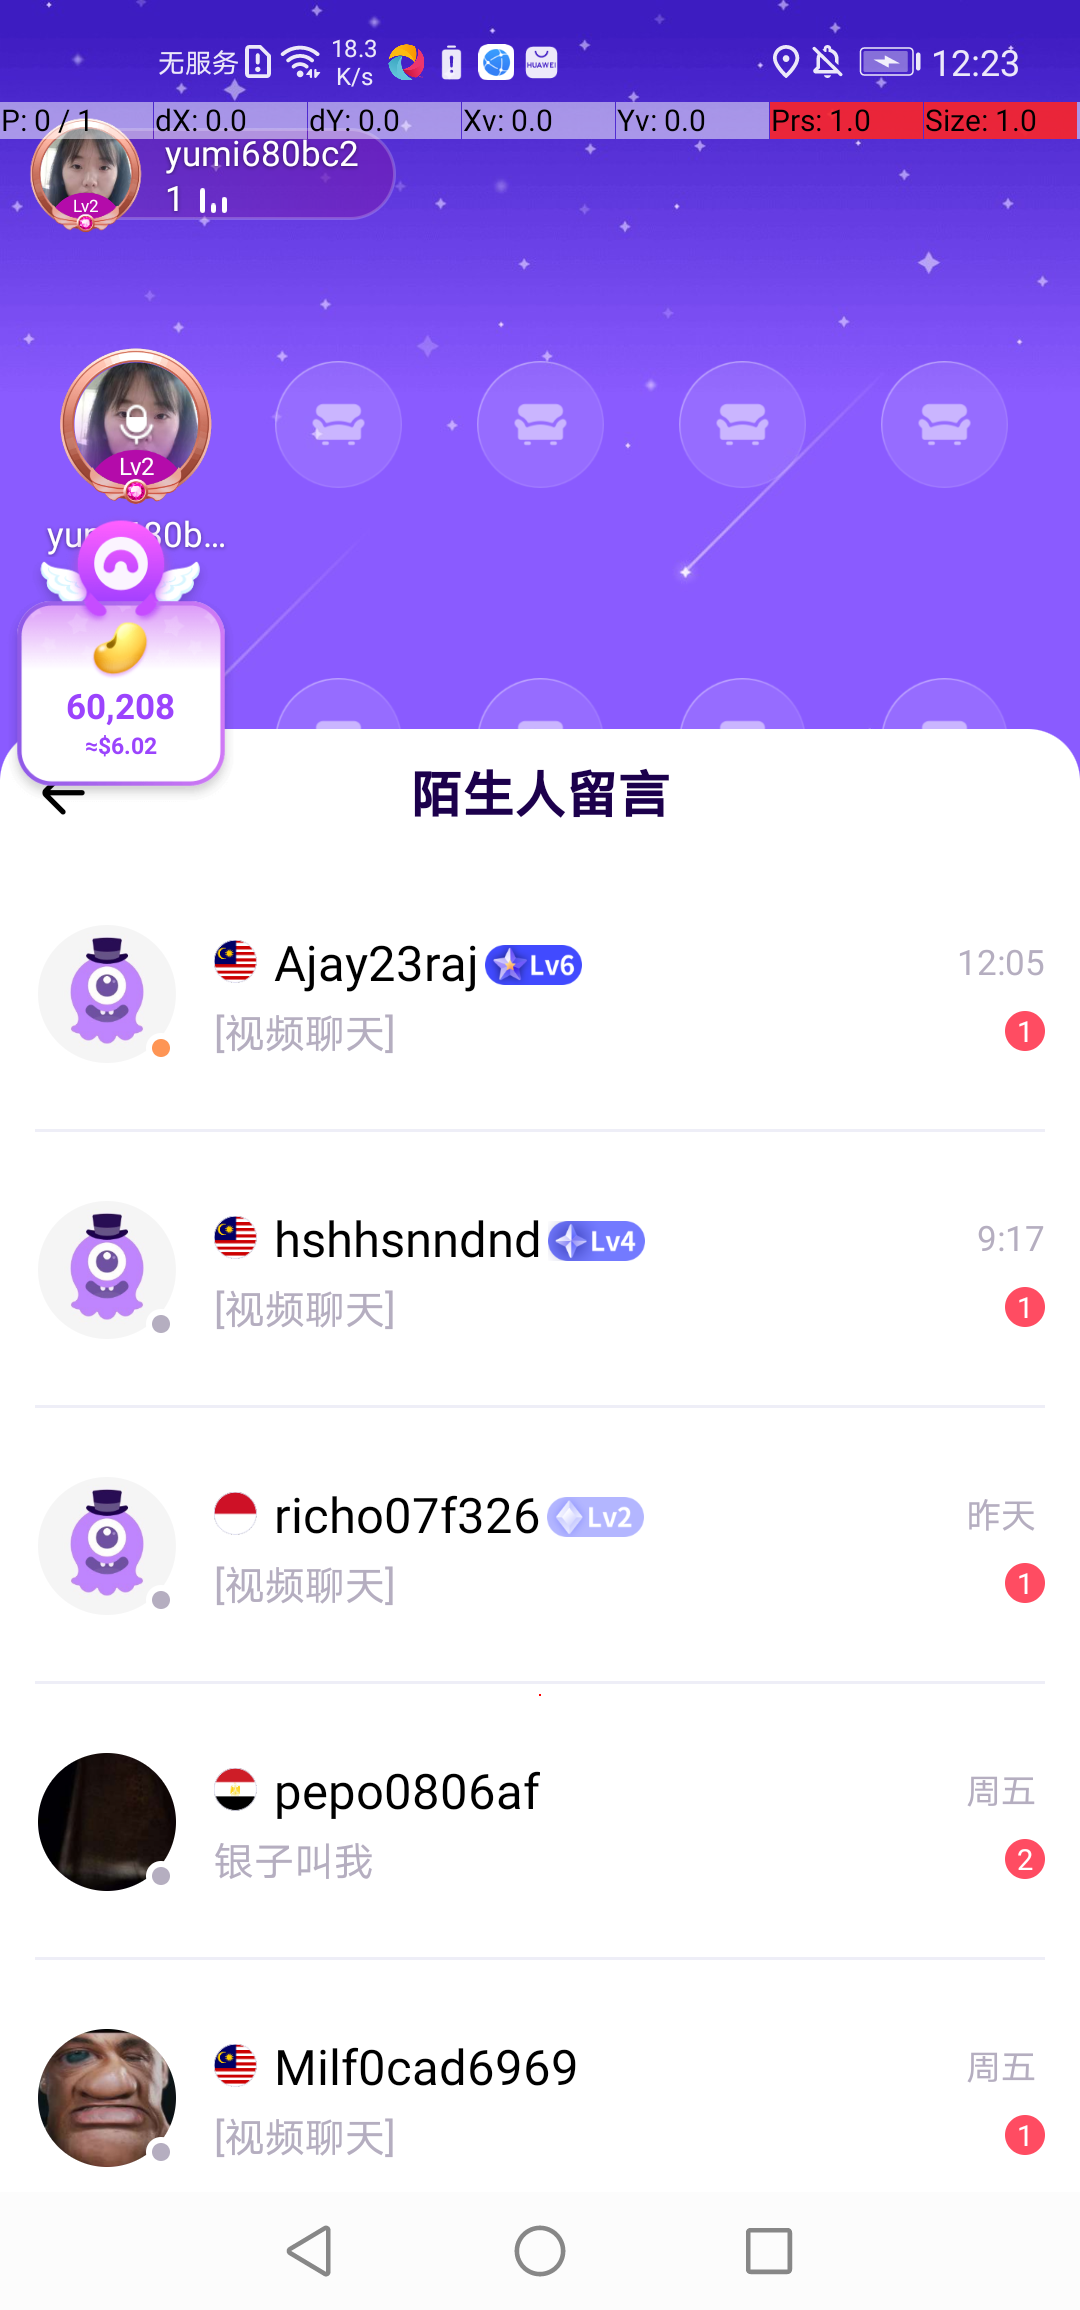 无服务
18.3
K/s
HUAWEI
12:23
P: 0 / 1
dX: 0.0
dY: 0.0
Xv: 0.0
Yv: 0.0
Prs: 1.0
Size: 1.0
yumi680bc2
Lv2
1
Lv2
60,208
≈$6.02
陌生人留言
Ajay23raj Lv6
12:05
[视频聊天]
1
hshhsnndnd Lv4
9:17
[视频聊天]
1
richo07f326 Lv2
昨天
[视频聊天]
1
pepo0806af
周五
银子叫我
2
Milf0cad6969
周五
[视频聊天]
1